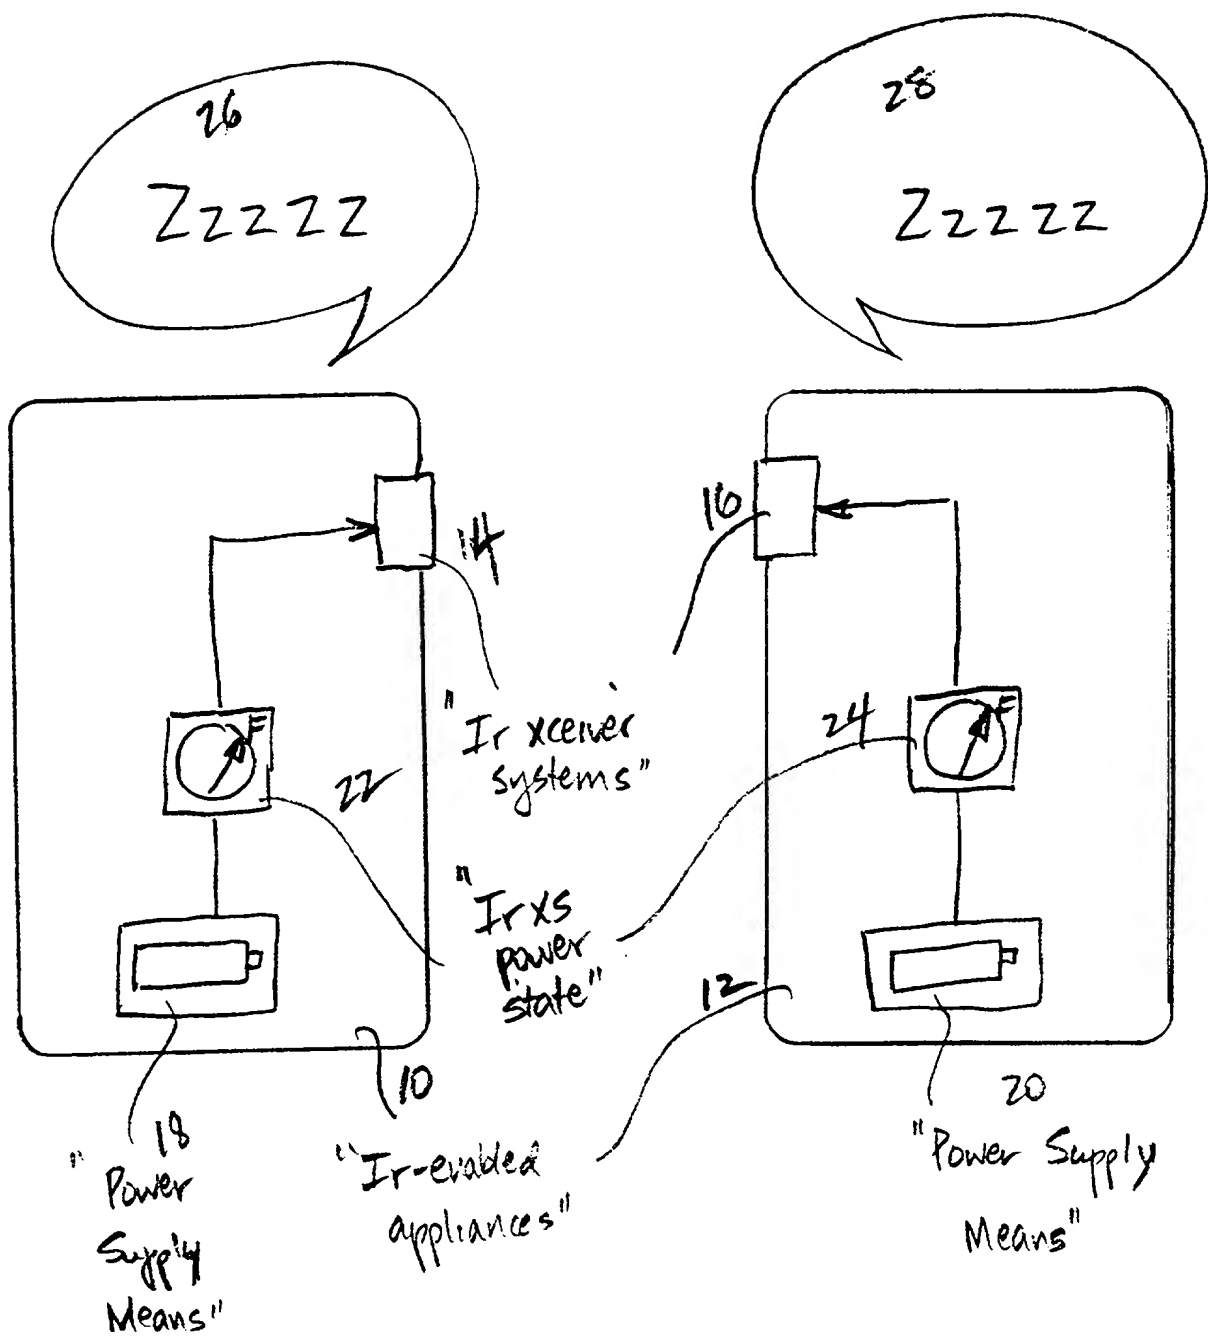 26
Zzzzz
28
Zzzzz
14
16
"Ir xceiver
systems"
F
22
24
F
"Irxs
power
state"
12
10
18
"Power
Supply
Means"
"Ir-enabled
appliances"
20
"Power Supply
Means"